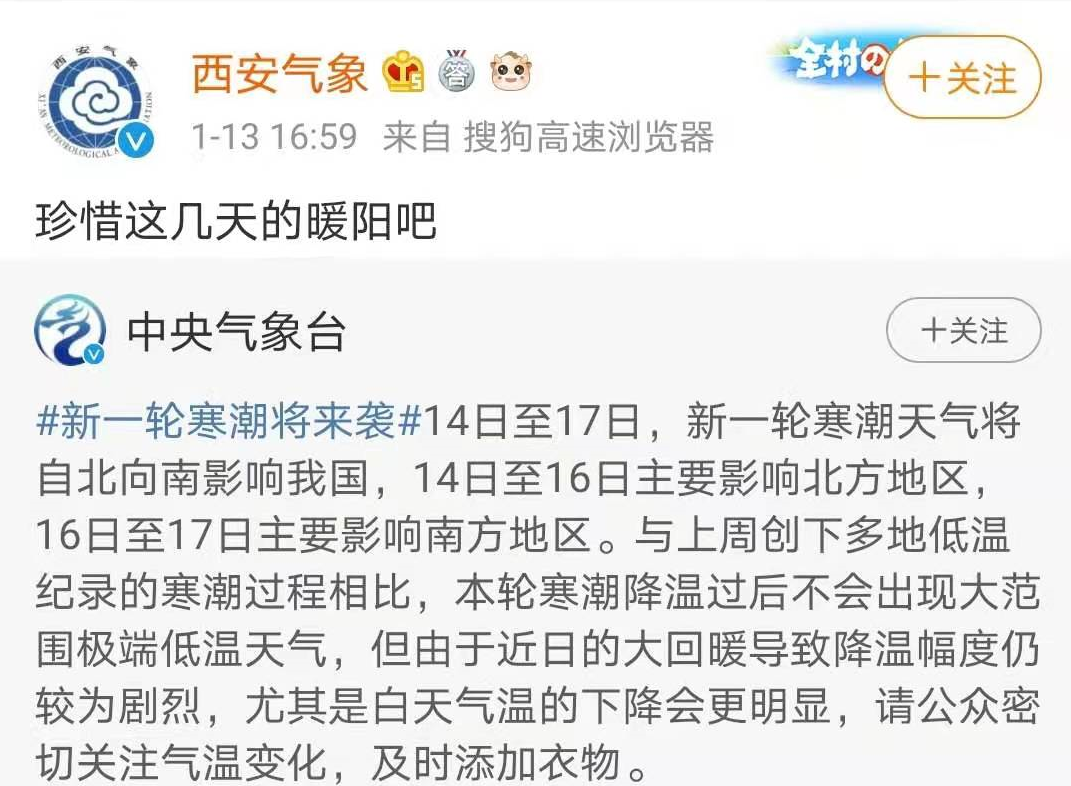 西安气象
全村の
+关注
1-13 16:59 来自 搜狗高速浏览器
珍惜这几天的暖阳吧
中央气象台
+关注
#新一轮寒潮将来袭#14日至17日，新一轮寒潮天气将
自北向南影响我国，14日至16日主要影响北方地区，
16日至17日主要影响南方地区。与上周创下多地低温
纪录的寒潮过程相比，本轮寒潮降温过后不会出现大范
围极端低温天气，但由于近日的大回暖导致降温幅度仍
较为剧烈，尤其是白天气温的下降会更明显，请公众密
切关注气温变化，及时添加衣物。